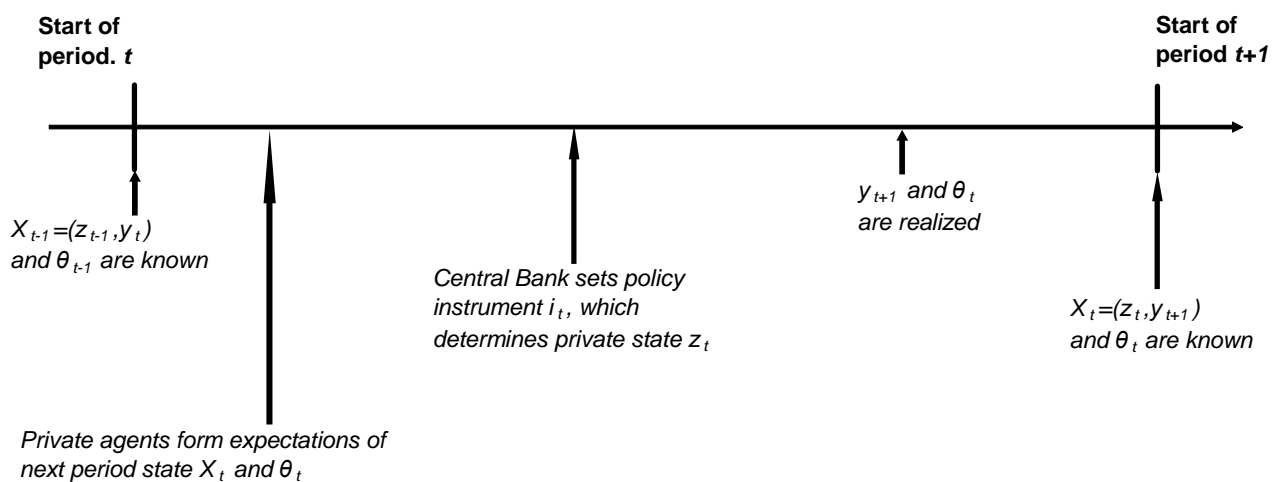 Start of
period. t
Start of
period t+1
X t-1 =(z t-1 ,y t )
and θ t-1 are known
y t+1 and θ t
are realized
Central Bank sets policy
instrument i t , which
determines private state z t
X t =(z t ,y t+1 )
and θ t are known
Private agents form expectations of
next period state X t and θ t